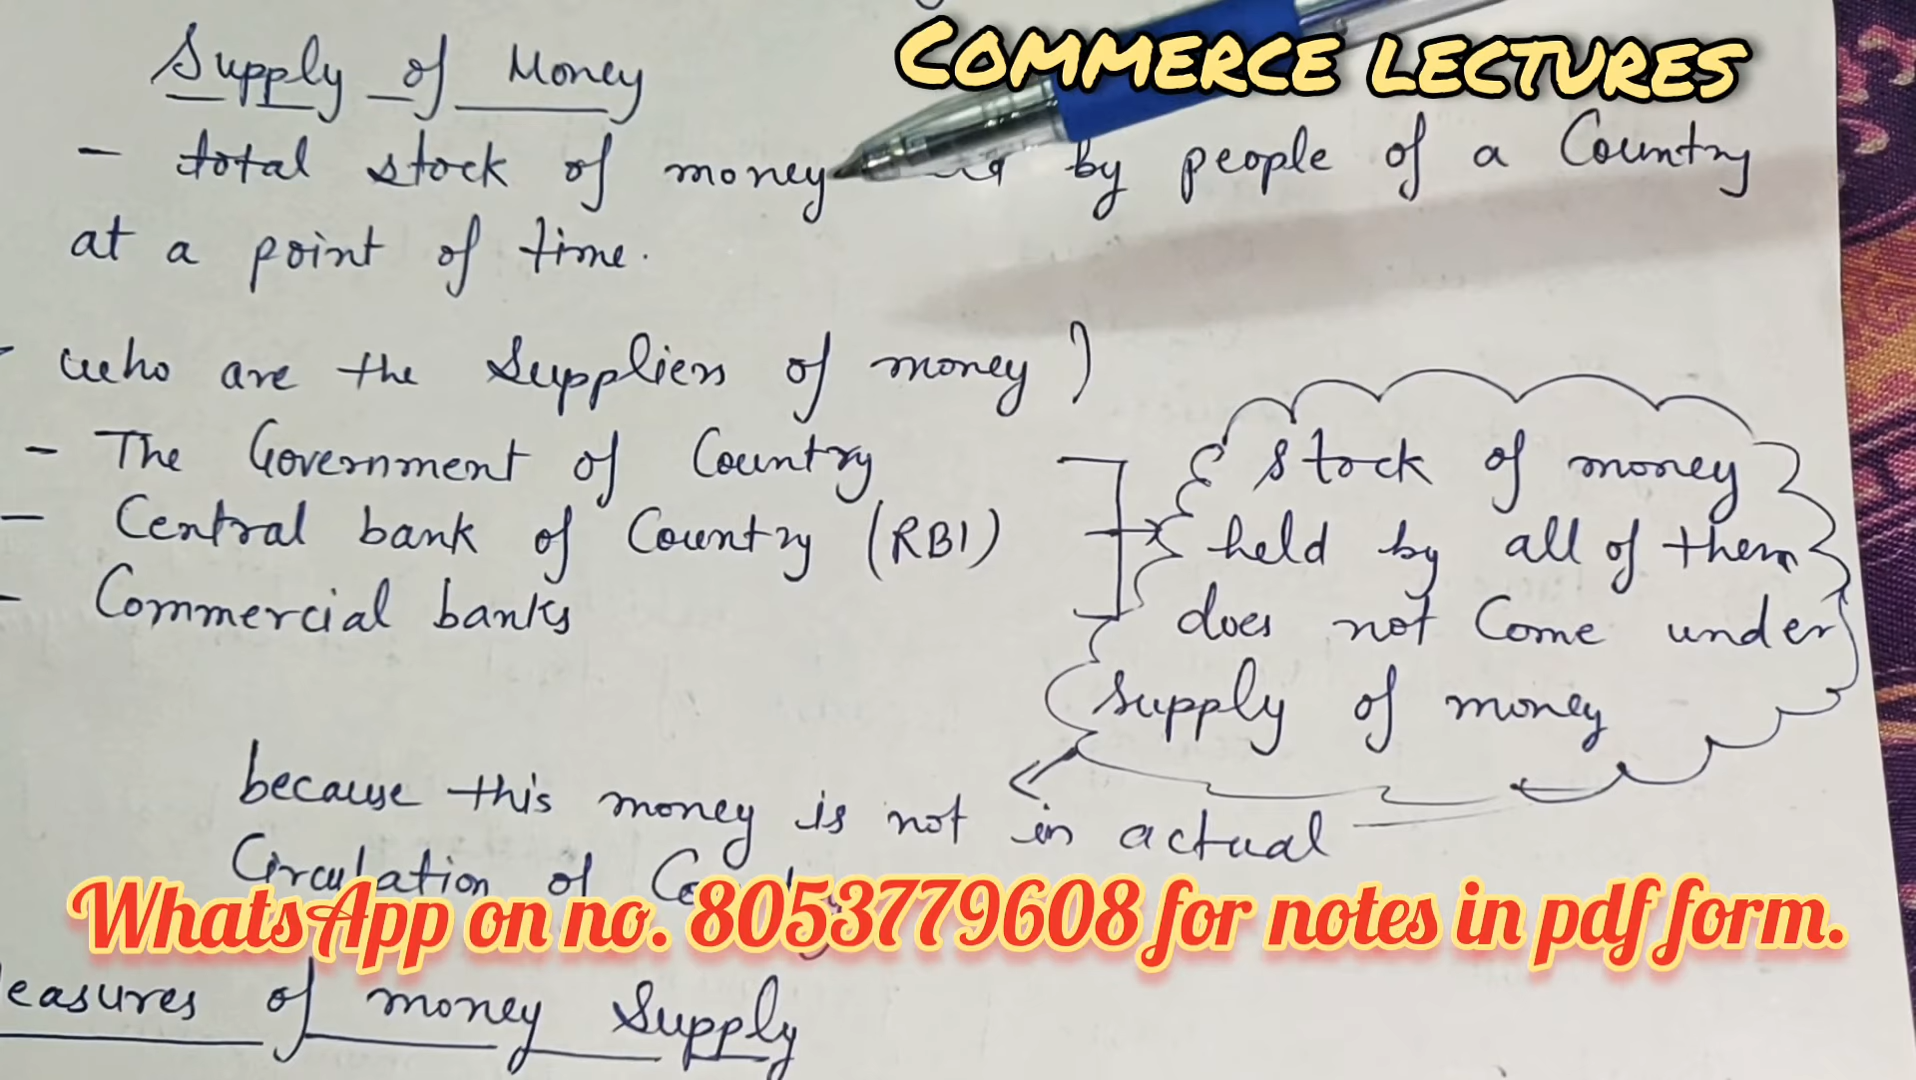 COMMERCE LECTURES
Supply of Money
- total stock of money by people of a Country
at a point of time.
who are the Suppliers of money ?
- The Government of Country
- Central bank of Country (RBI)
- Commercial banks
stock of money
held by all of them
does not Come under
supply of money
because this money is not in actual
Circulation of
WhatsApp on no. 8053779608 for notes in pdf form.
easures of money Supply